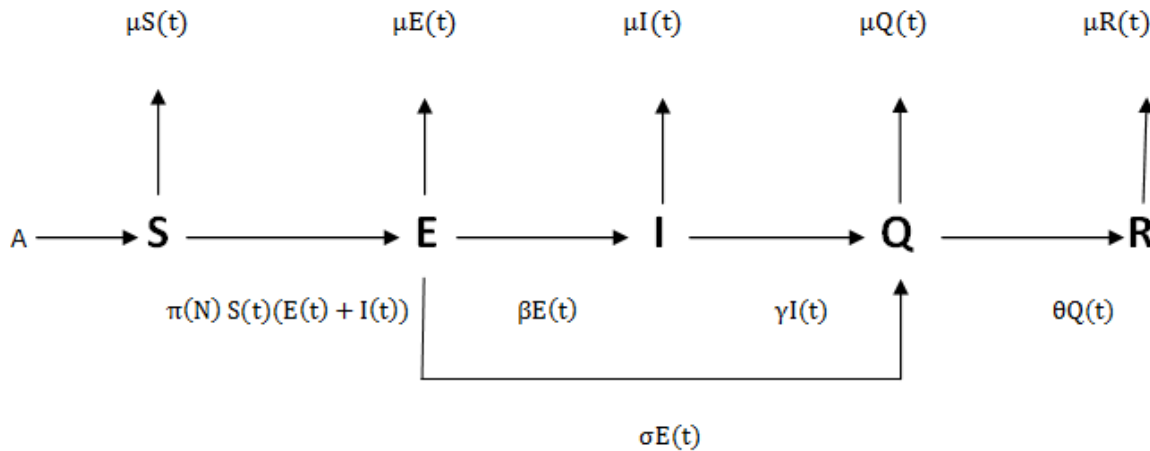 μS(t) μE(t) μI(t) μQ(t) μR(t)
A S E I Q R
π(N) S(t)(E(t) + I(t)) βE(t) γI(t) θQ(t)
σE(t)